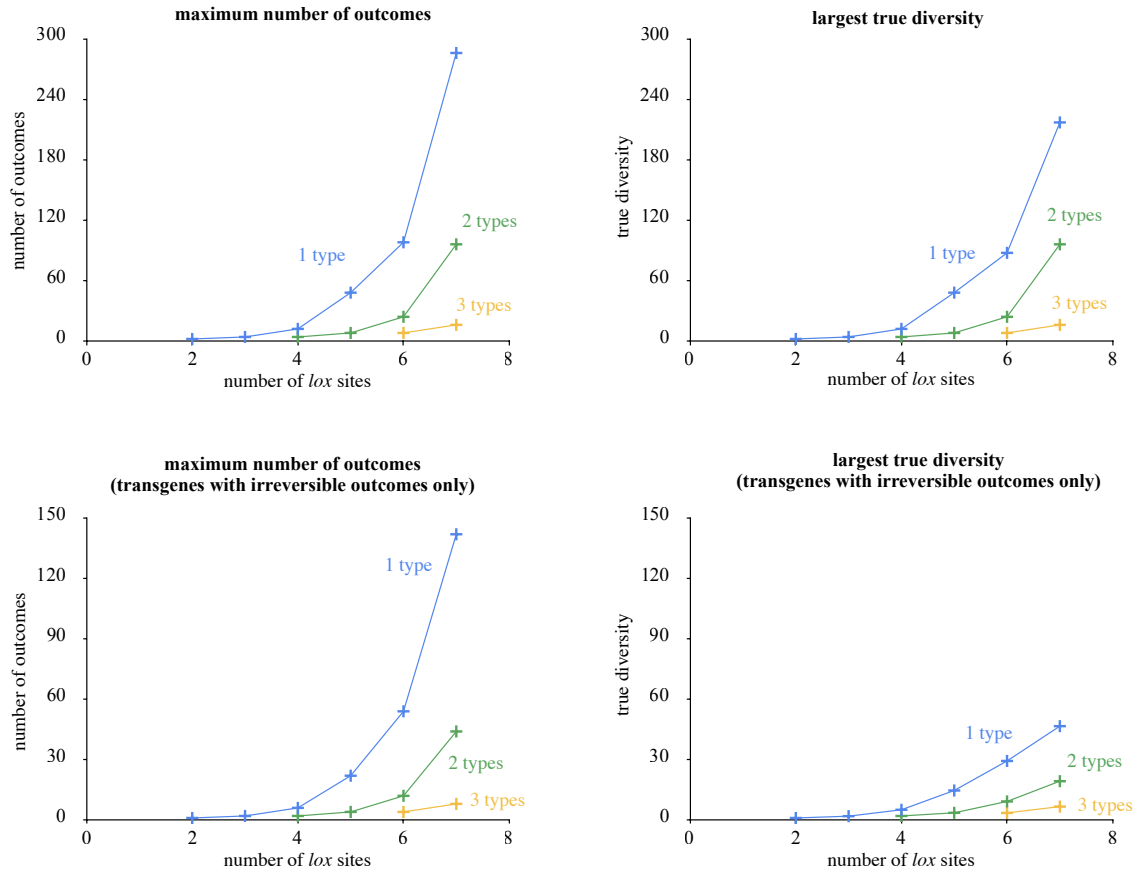 maximum number of outcomes
300
240
180
120
60
0
0
2
4
6
8
number of outcomes
number of lox sites
1 type
2 types
3 types
largest true diversity
300
240
180
120
60
0
0
2
4
6
8
true diversity
number of lox sites
1 type
2 types
3 types
maximum number of outcomes
(transgenes with irreversible outcomes only)
150
120
90
60
30
0
0
2
4
6
8
number of outcomes
number of lox sites
1 type
2 types
3 types
largest true diversity
(transgenes with irreversible outcomes only)
150
120
90
60
30
0
0
2
4
6
8
true diversity
number of lox sites
1 type
2 types
3 types